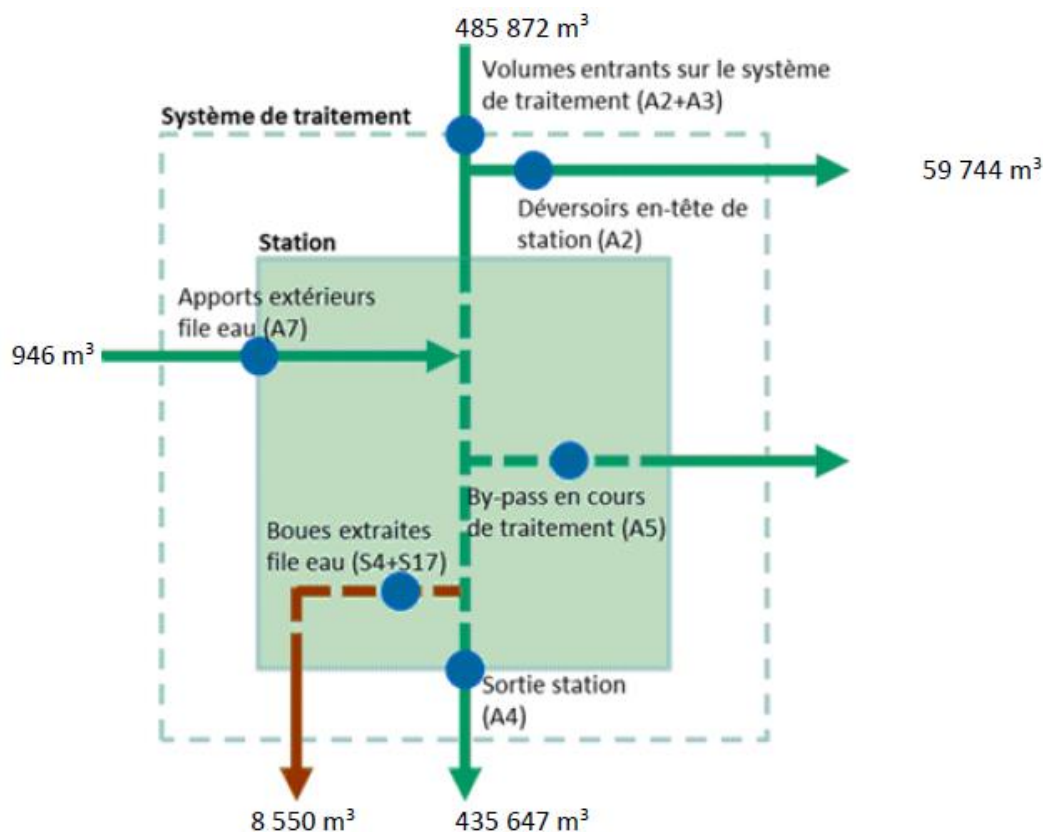 485 872 m³
Volumes entrants sur le système
de traitement (A2+A3)
Système de traitement
59 744 m³
Déversoirs en-tête de
station (A2)
Station
Apports extérieurs
file eau (A7)
946 m³
By-pass en cours
de traitement (A5)
Boues extraites
file eau (S4+S17)
Sortie station
(A4)
8 550 m³
435 647 m³